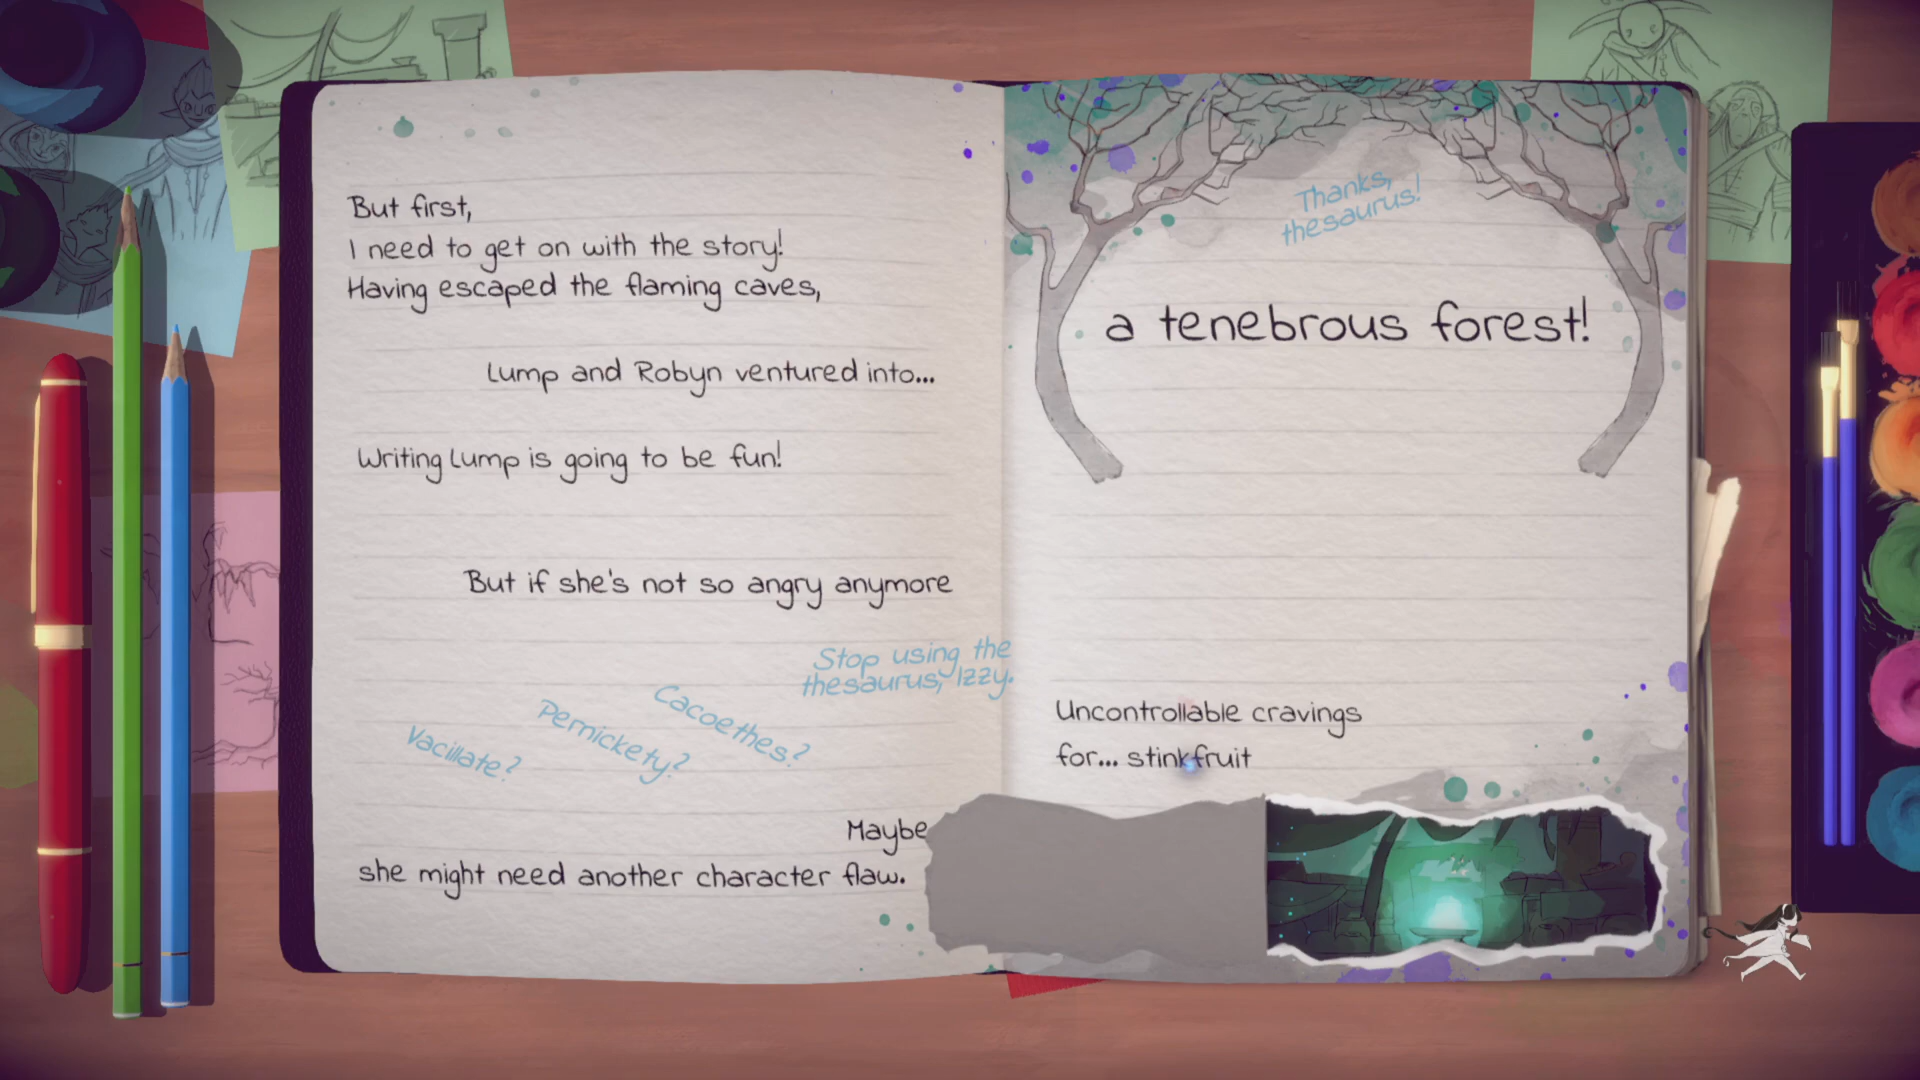 But first,
I need to get on with the story!
Having escaped the flaming caves,
Lump and Robyn ventured into...
Writing Lump is going to be fun!
But if she's not so angry anymore
Stop using the
thesaurus, Izzy.
Cacoethes?
Pernickety?
Vacillate?
Maybe
she might need another character flaw.
Thanks,
thesaurus!
a tenebrous forest!
Uncontrollable cravings
for... stinkfruit